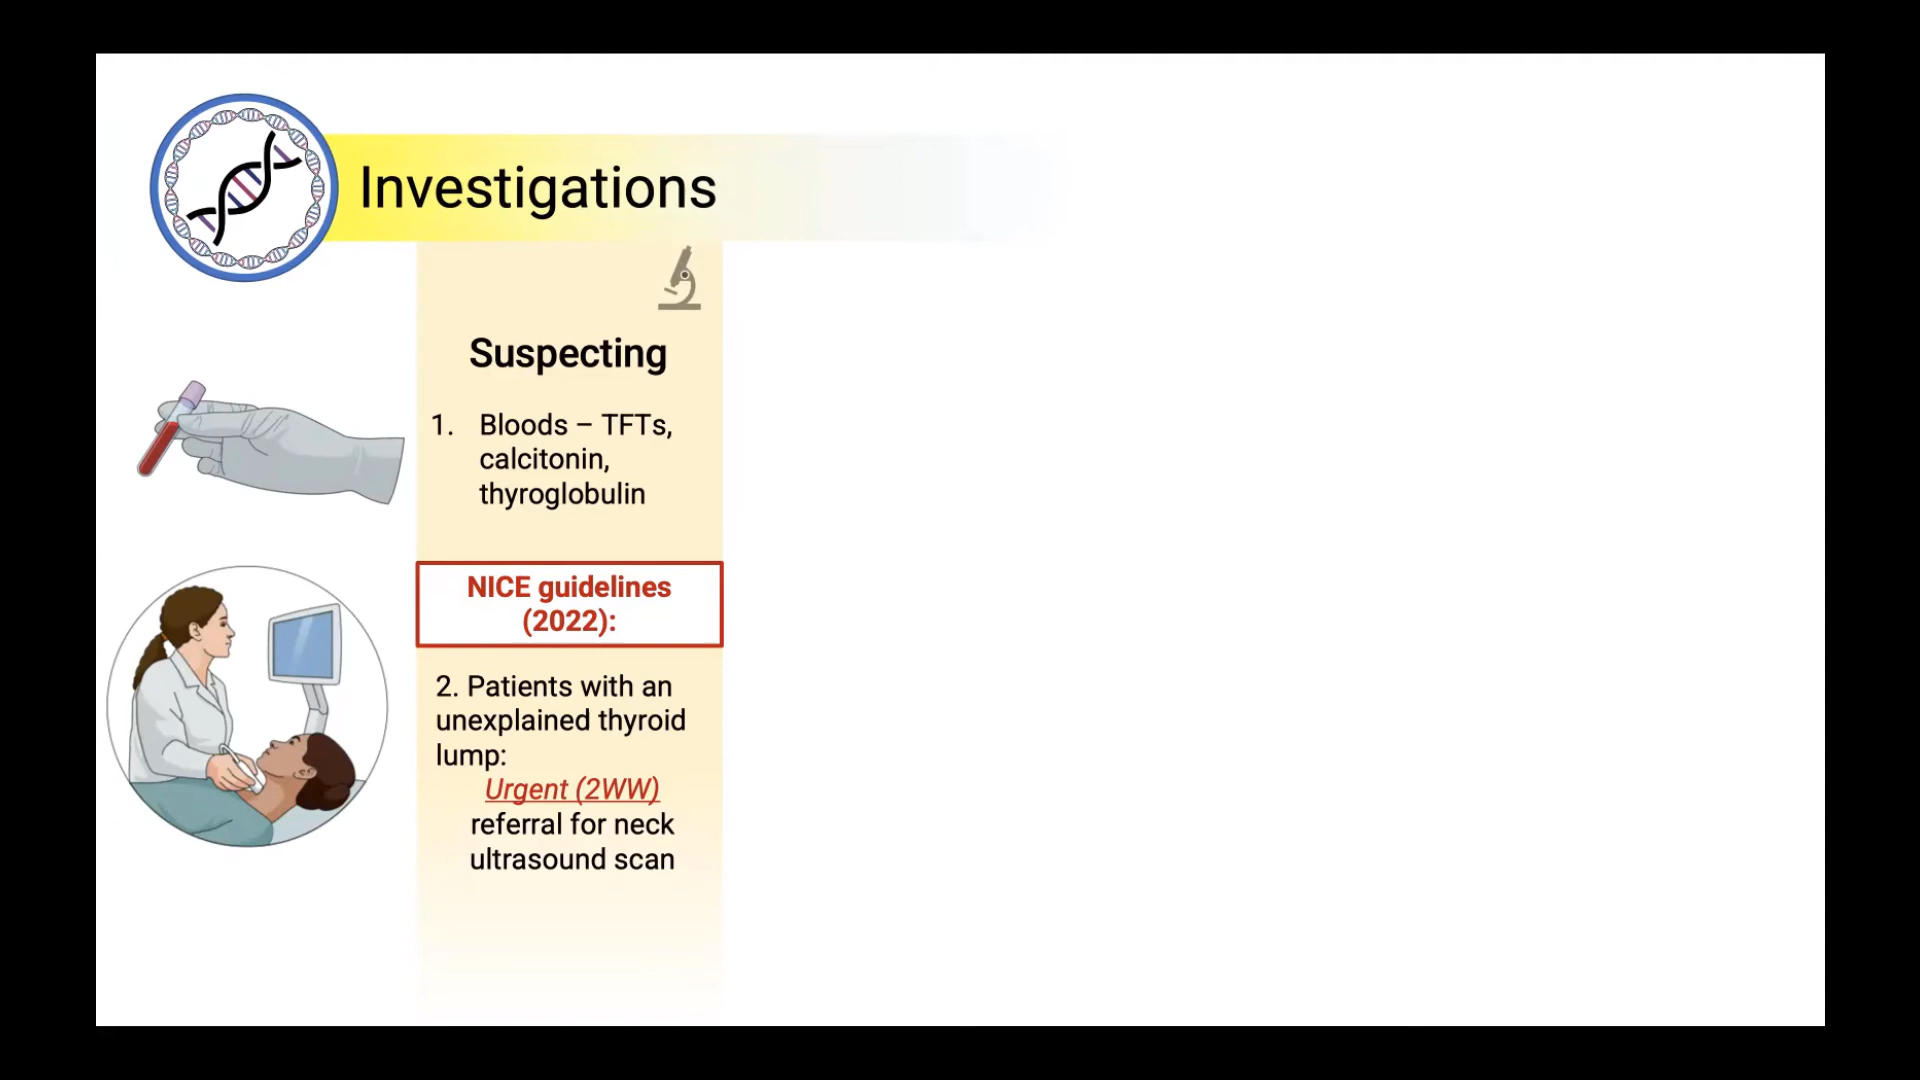 Investigations
Suspecting
1. Bloods – TFTs,
calcitonin,
thyroglobulin
NICE guidelines
(2022):
2. Patients with an
unexplained thyroid
lump:
Urgent (2WW)
referral for neck
ultrasound scan